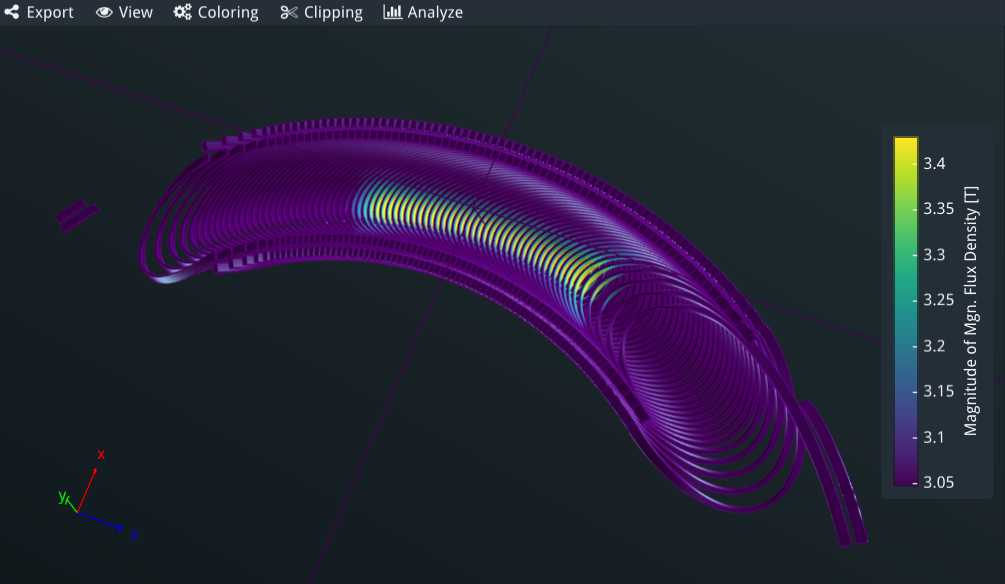 Export View Coloring Clipping Analyze
3.4
3.35
3.3
3.25
3.2
3.15
3.1
3.05
Magnitude of Mgn. Flux Density [T]
x
y
z